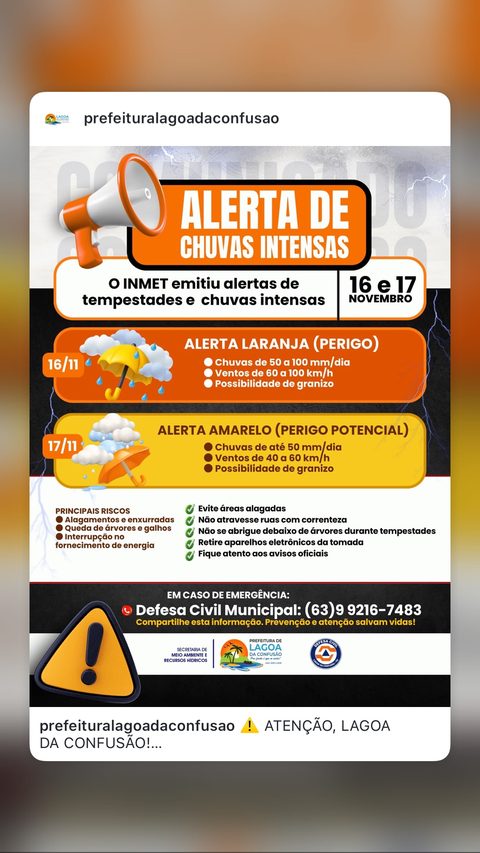 prefeituralagoadaconfusao
COMUNICADO
ALERTA DE
CHUVAS INTENSAS
O INMET emitiu alertas de
tempestades e chuvas intensas
16 e 17
NOVEMBRO
16/11
ALERTA LARANJA (PERIGO)
Chuvas de 50 a 100 mm/dia
Ventos de 60 a 100 km/h
Possibilidade de granizo
17/11
ALERTA AMARELO (PERIGO POTENCIAL)
Chuvas de até 50 mm/dia
Ventos de 40 a 60 km/h
Possibilidade de granizo
PRINCIPAIS RISCOS
Alagamentos e enxurradas
Queda de árvores e galhos
Interrupção no
fornecimento de energia
Evite áreas alagadas
Não atravesse ruas com correnteza
Não se abrigue debaixo de árvores durante tempestades
Retire aparelhos eletrônicos da tomada
Fique atento aos avisos oficiais
EM CASO DE EMERGÊNCIA:
Defesa Civil Municipal: (63)9 9216-7483
Compartilhe esta informação. Prevenção e atenção salvam vidas!
SECRETARIA DE
MEIO AMBIENTE E
RECURSOS HÍDRICOS
PREFEITURA DE
LAGOA
DA CONFUSÃO
DEFESA CIVIL
prefeituralagoadaconfusao ⚠️ ATENÇÃO, LAGOA
DA CONFUSÃO!...